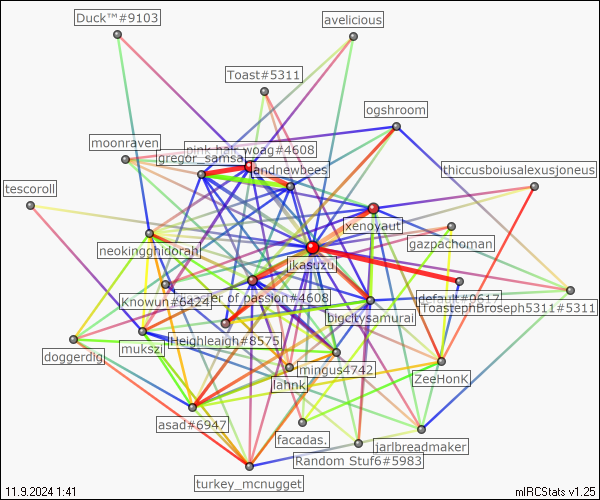 Duck™#9103
avelicious
Toast#5311
ogshroom
moonraven
pink hair woag#4608
gregor_samsa
landnewbees
thiccusboiusalexusjoneus
tescoroll
xenoyaut
gazpachoman
neokingghidorah
ikasuzu
of passion#4608
default#0617
Knowun#6424
ToastephBroseph5311#5311
bigcitysamurai
Heighleaigh#8575
mukszi
doggerdig
mingus4742
ZeeHonK
lahnk
asad#6947
facadas.
jarlbreadmaker
Random Stuf6#5983
turkey_mcnugget
11.9.2024 1:41
mIRCStats v1.25